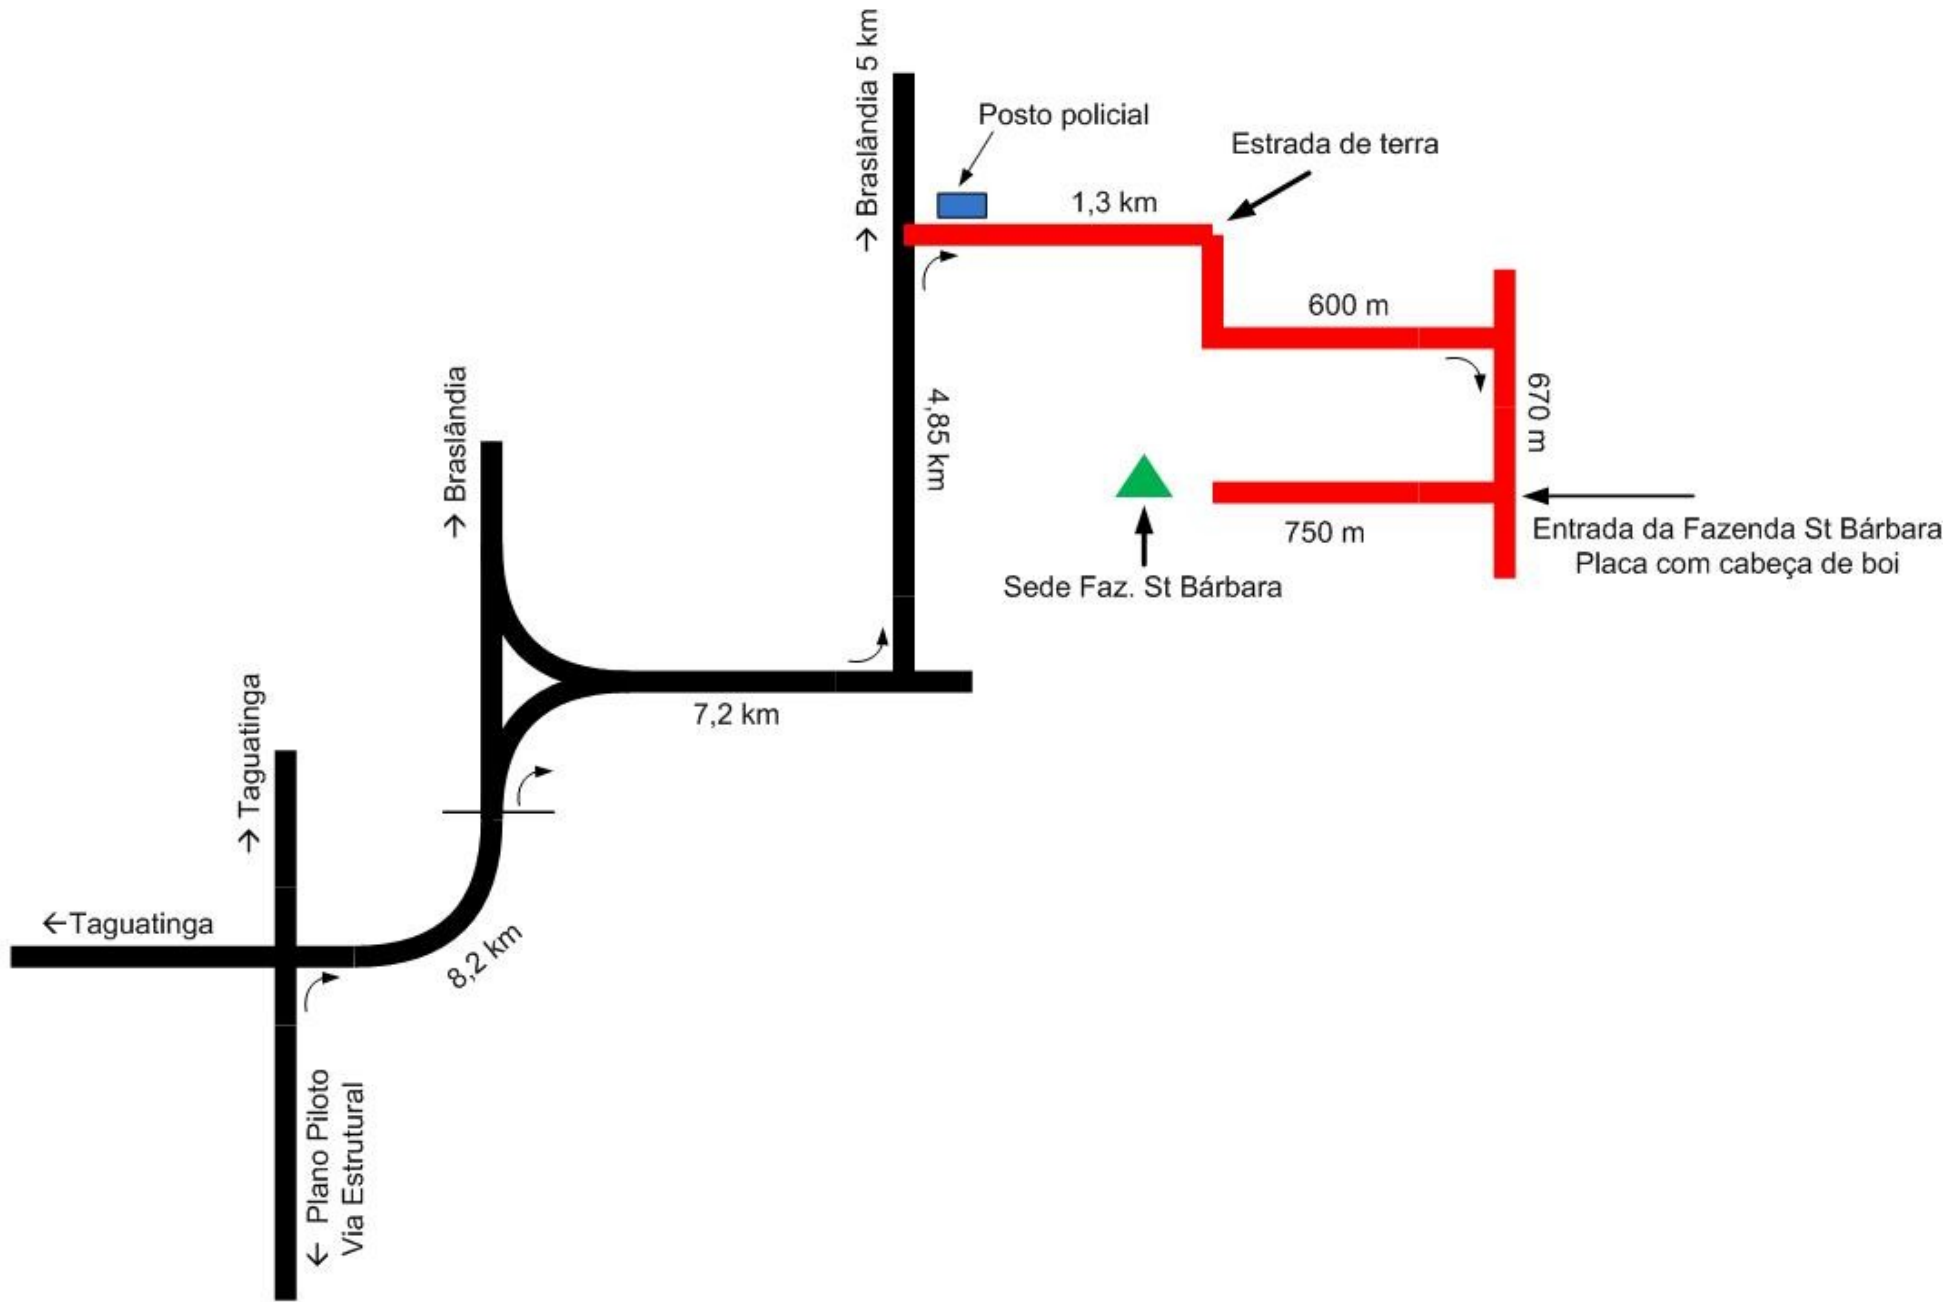 → Braslândia 5 km
Posto policial
Estrada de terra
1,3 km
600 m
670 m
→ Braslândia
4,85 km
Entrada da Fazenda St Bárbara
Placa com cabeça de boi
750 m
Sede Faz. St Bárbara
→ Taguatinga
7,2 km
←Taguatinga
8,2 km
← Plano Piloto
Via Estrutural